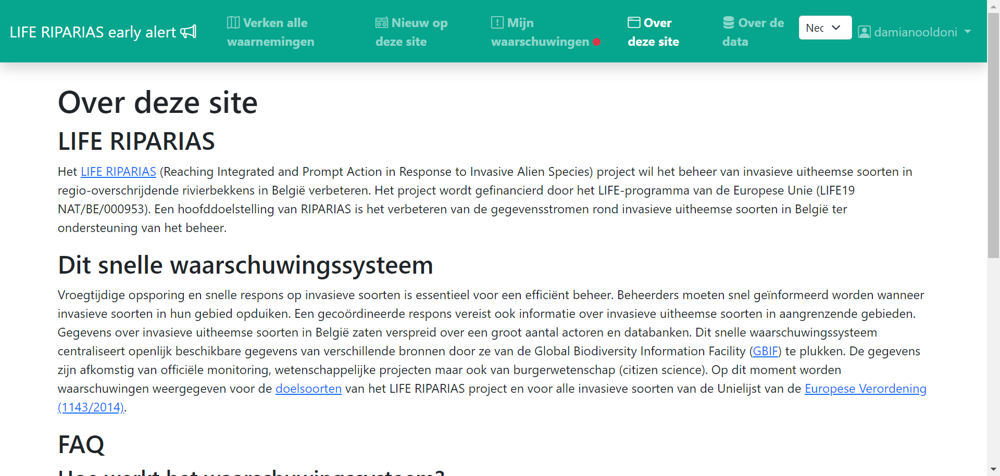 LIFE RIPARIAS early alert
Verken alle
waarnemingen
Nieuw op
deze site
Mijn
waarschuwingen
Over
deze site
Over de
data
Nec
damianooldoni
Over deze site
LIFE RIPARIAS
Het LIFE RIPARIAS (Reaching Integrated and Prompt Action in Response to Invasive Alien Species) project wil het beheer van invasieve uitheemse soorten in
regio-overschrijdende rivierbekkens in België verbeteren. Het project wordt gefinancierd door het LIFE-programma van de Europese Unie (LIFE19
NAT/BE/000953). Een hoofddoelstelling van RIPARIAS is het verbeteren van de gegevensstromen rond invasieve uitheemse soorten in België ter
ondersteuning van het beheer.
Dit snelle waarschuwingssysteem
Vroegtijdige opsporing en snelle respons op invasieve soorten is essentieel voor een efficiënt beheer. Beheerders moeten snel geïnformeerd worden wanneer
invasieve soorten in hun gebied opduiken. Een gecoördineerde respons vereist ook informatie over invasieve uitheemse soorten in aangrenzende gebieden.
Gegevens over invasieve uitheemse soorten in België zaten verspreid over een groot aantal actoren en databanken. Dit snelle waarschuwingssysteem
centraliseert openlijk beschikbare gegevens van verschillende bronnen door ze van de Global Biodiversity Information Facility (GBIF) te plukken. De gegevens
zijn afkomstig van officiële monitoring, wetenschappelijke projecten maar ook van burgerwetenschap (citizen science). Op dit moment worden
waarschuwingen weergegeven voor de doelsoorten van het LIFE RIPARIAS project en voor alle invasieve soorten van de Unielijst van de Europese Verordening
(1143/2014).
FAQ
Hoe werkt het waarschuwingssysteem?